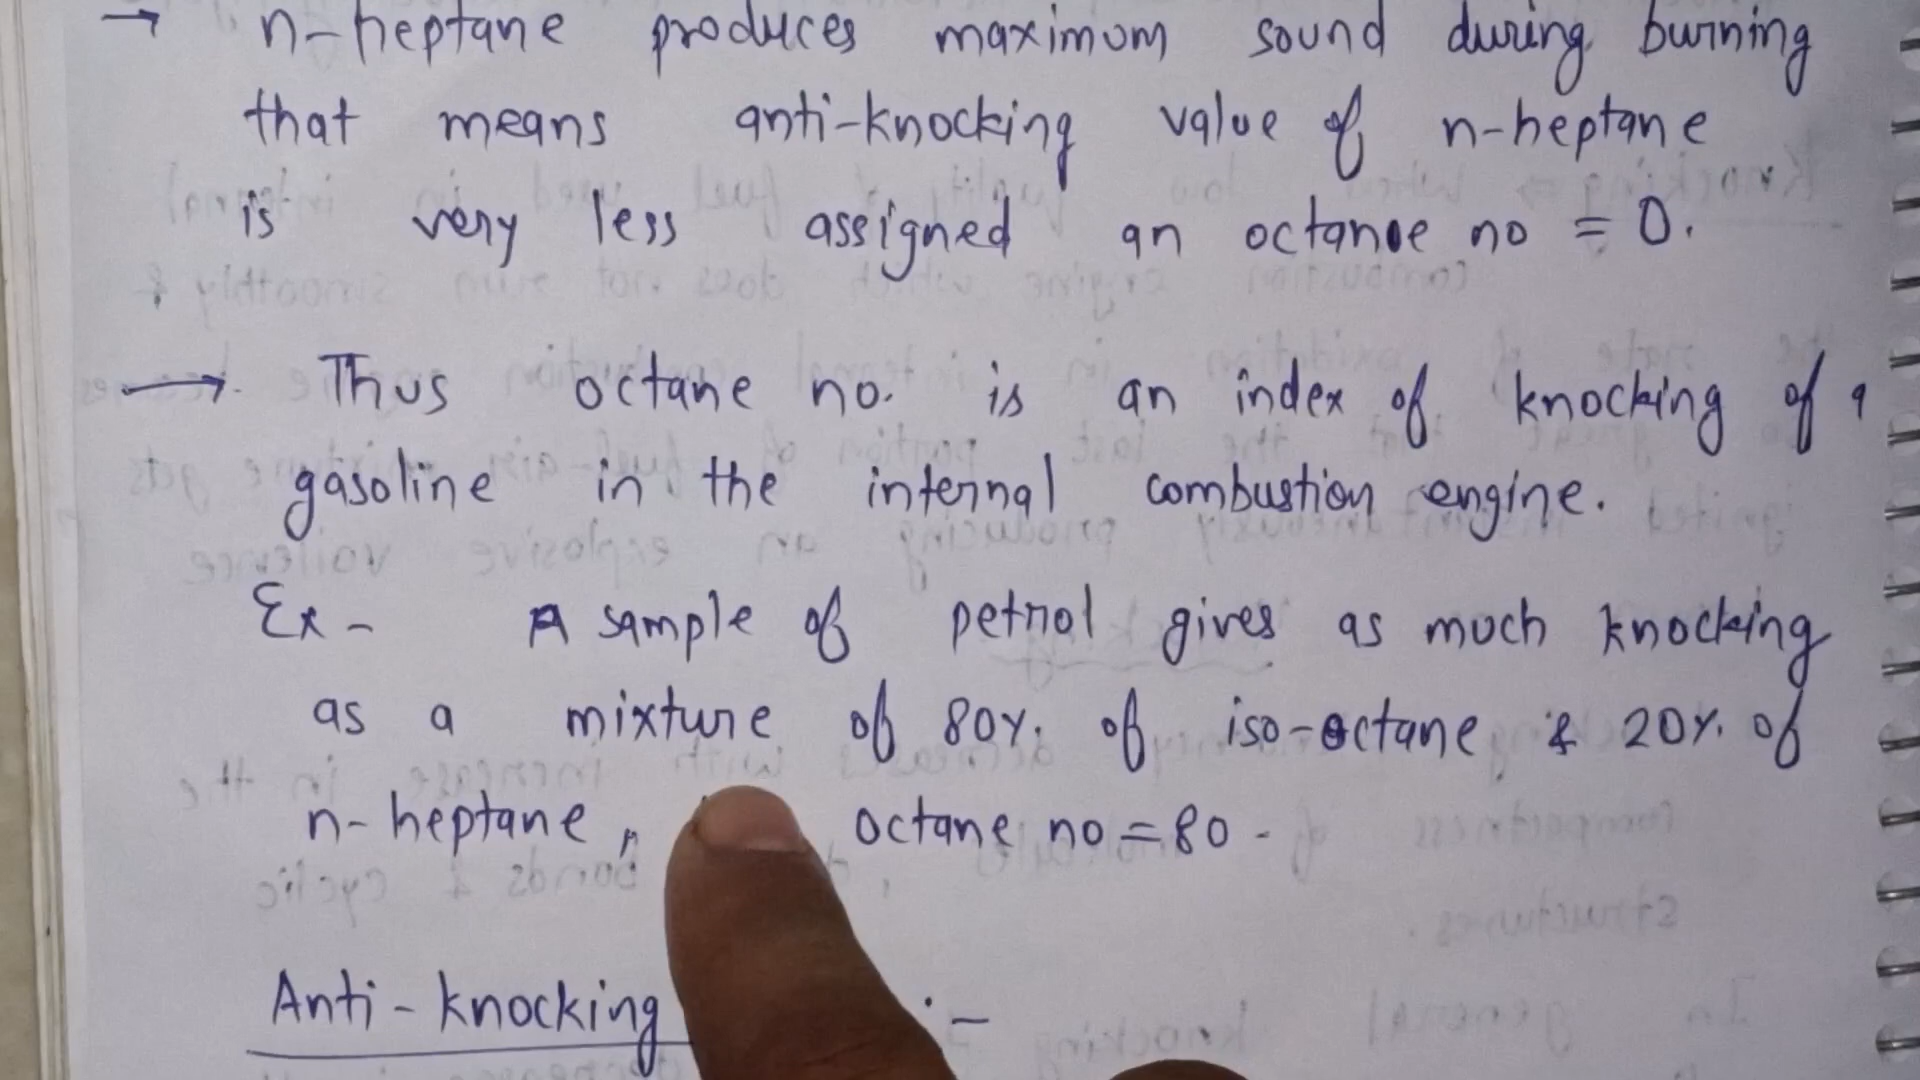 → n-heptane produces maximum sound during burning
that means anti-knocking value of n-heptane
is very less assigned an octane no = 0.
→ Thus octane no. is an index of knocking of a
gasoline in the internal combustion engine.
Ex - A sample of petrol gives as much knocking
as a mixture of 80% of iso-octane & 20% of
n-heptane, octane no = 80 -
Anti-knocking :-